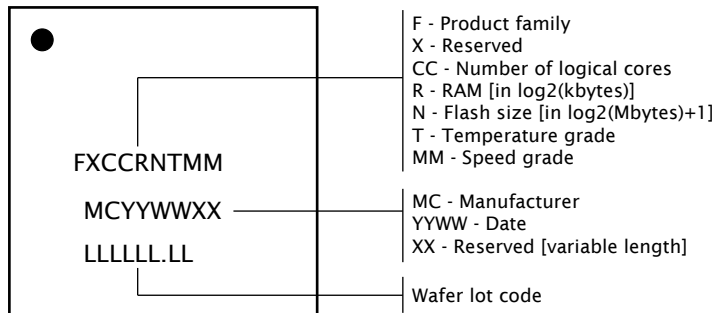 F - Product family
X - Reserved
CC - Number of logical cores
R - RAM [in log2(kbytes)]
N - Flash size [in log2(Mbytes)+1]
T - Temperature grade
MM - Speed grade
FXCCRNTMM
MCYYWWXX
MC - Manufacturer
YYWW - Date
XX - Reserved [variable length]
LLLLLL.LL
Wafer lot code